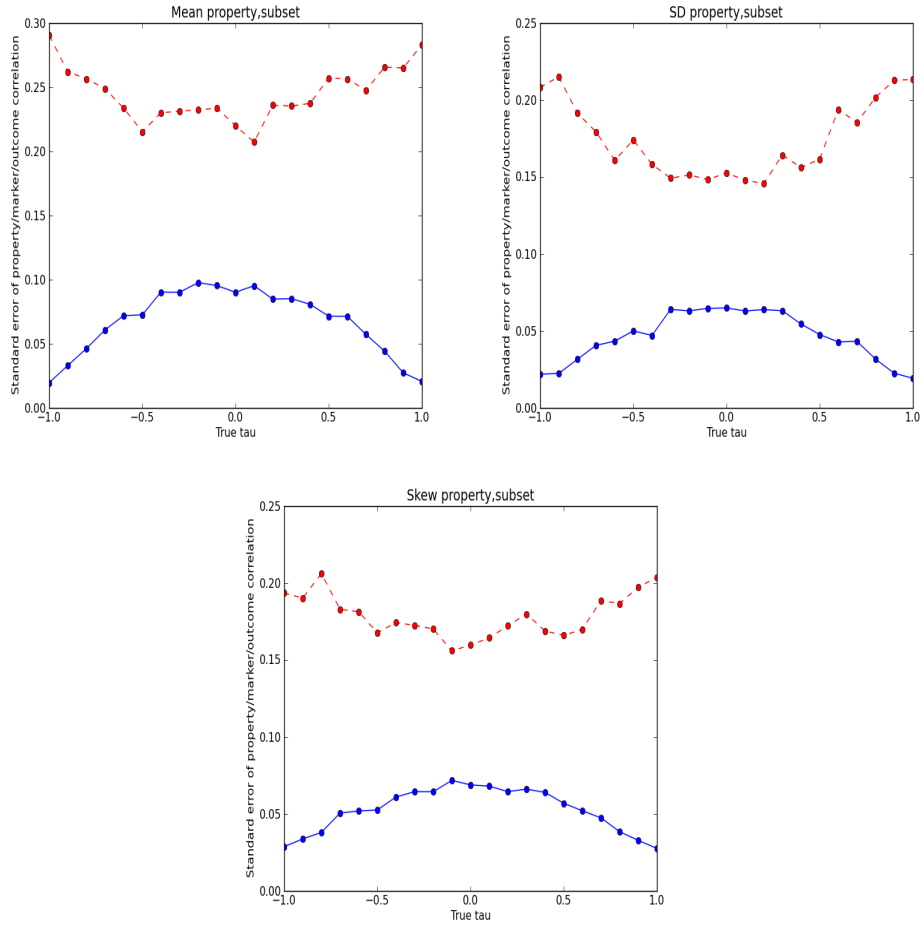 Mean property,subset
Standard error of property/marker/outcome correlation
0.30
0.25
0.20
0.15
0.10
0.05
0.00
−1.0 −0.5 0.0 0.5 1.0
True tau
SD property,subset
Standard error of property/marker/outcome correlation
0.25
0.20
0.15
0.10
0.05
0.00
−1.0 −0.5 0.0 0.5 1.0
True tau
Skew property,subset
Standard error of property/marker/outcome correlation
0.25
0.20
0.15
0.10
0.05
0.00
−1.0 −0.5 0.0 0.5 1.0
True tau